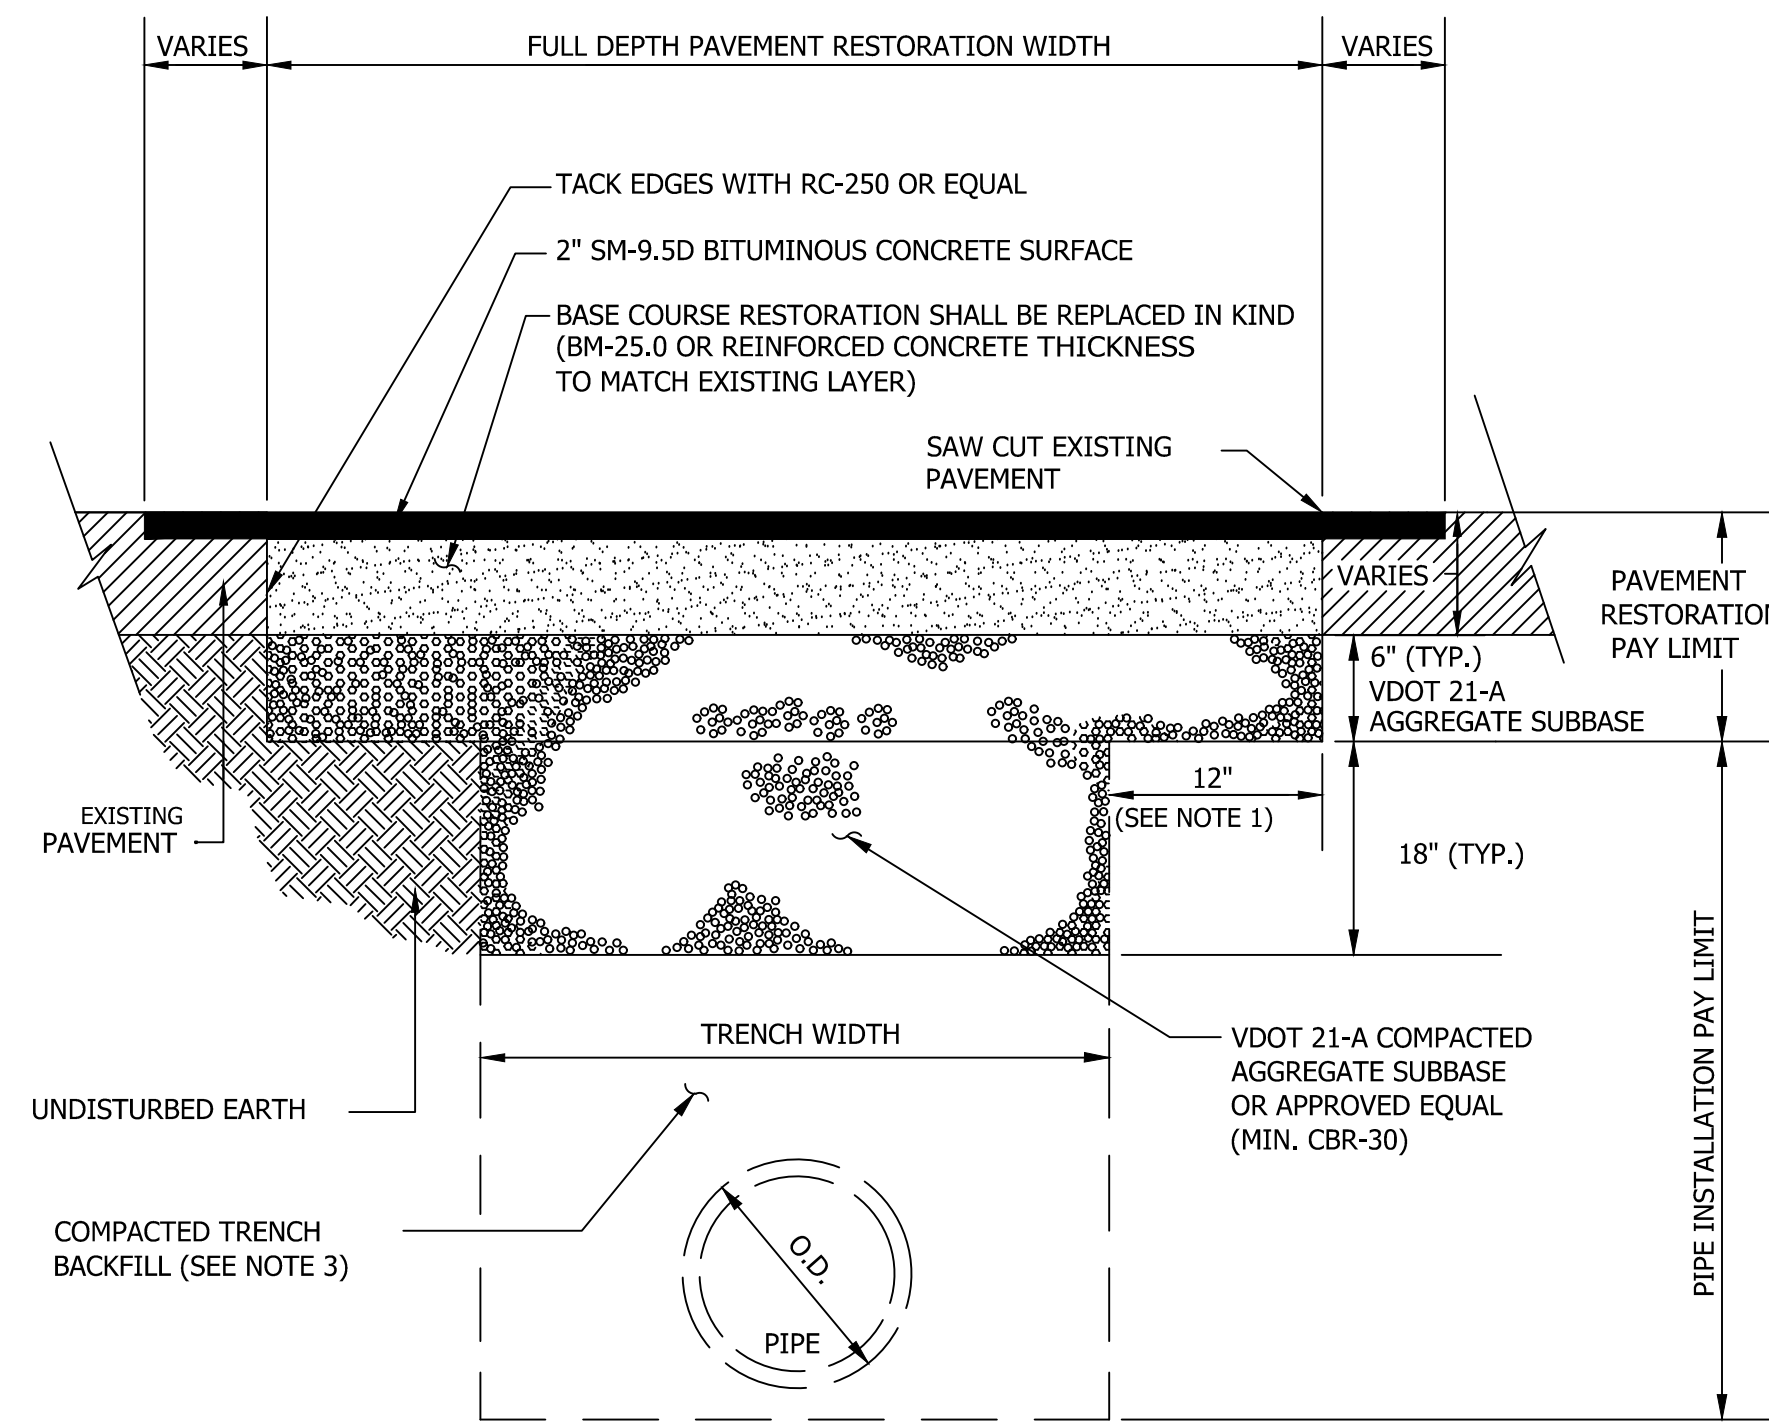 VARIES
FULL DEPTH PAVEMENT RESTORATION WIDTH
VARIES
TACK EDGES WITH RC-250 OR EQUAL
2" SM-9.5D BITUMINOUS CONCRETE SURFACE
BASE COURSE RESTORATION SHALL BE REPLACED IN KIND
(BM-25.0 OR REINFORCED CONCRETE THICKNESS
TO MATCH EXISTING LAYER)
SAW CUT EXISTING
PAVEMENT
VARIES
PAVEMENT
RESTORATION
PAY LIMIT
6" (TYP.)
VDOT 21-A
AGGREGATE SUBBASE
12"
(SEE NOTE 1)
EXISTING
PAVEMENT
18" (TYP.)
TRENCH WIDTH
VDOT 21-A COMPACTED
AGGREGATE SUBBASE
OR APPROVED EQUAL
(MIN. CBR-30)
UNDISTURBED EARTH
PIPE INSTALLATION PAY LIMIT
COMPACTED TRENCH
BACKFILL (SEE NOTE 3)
O.D.
PIPE